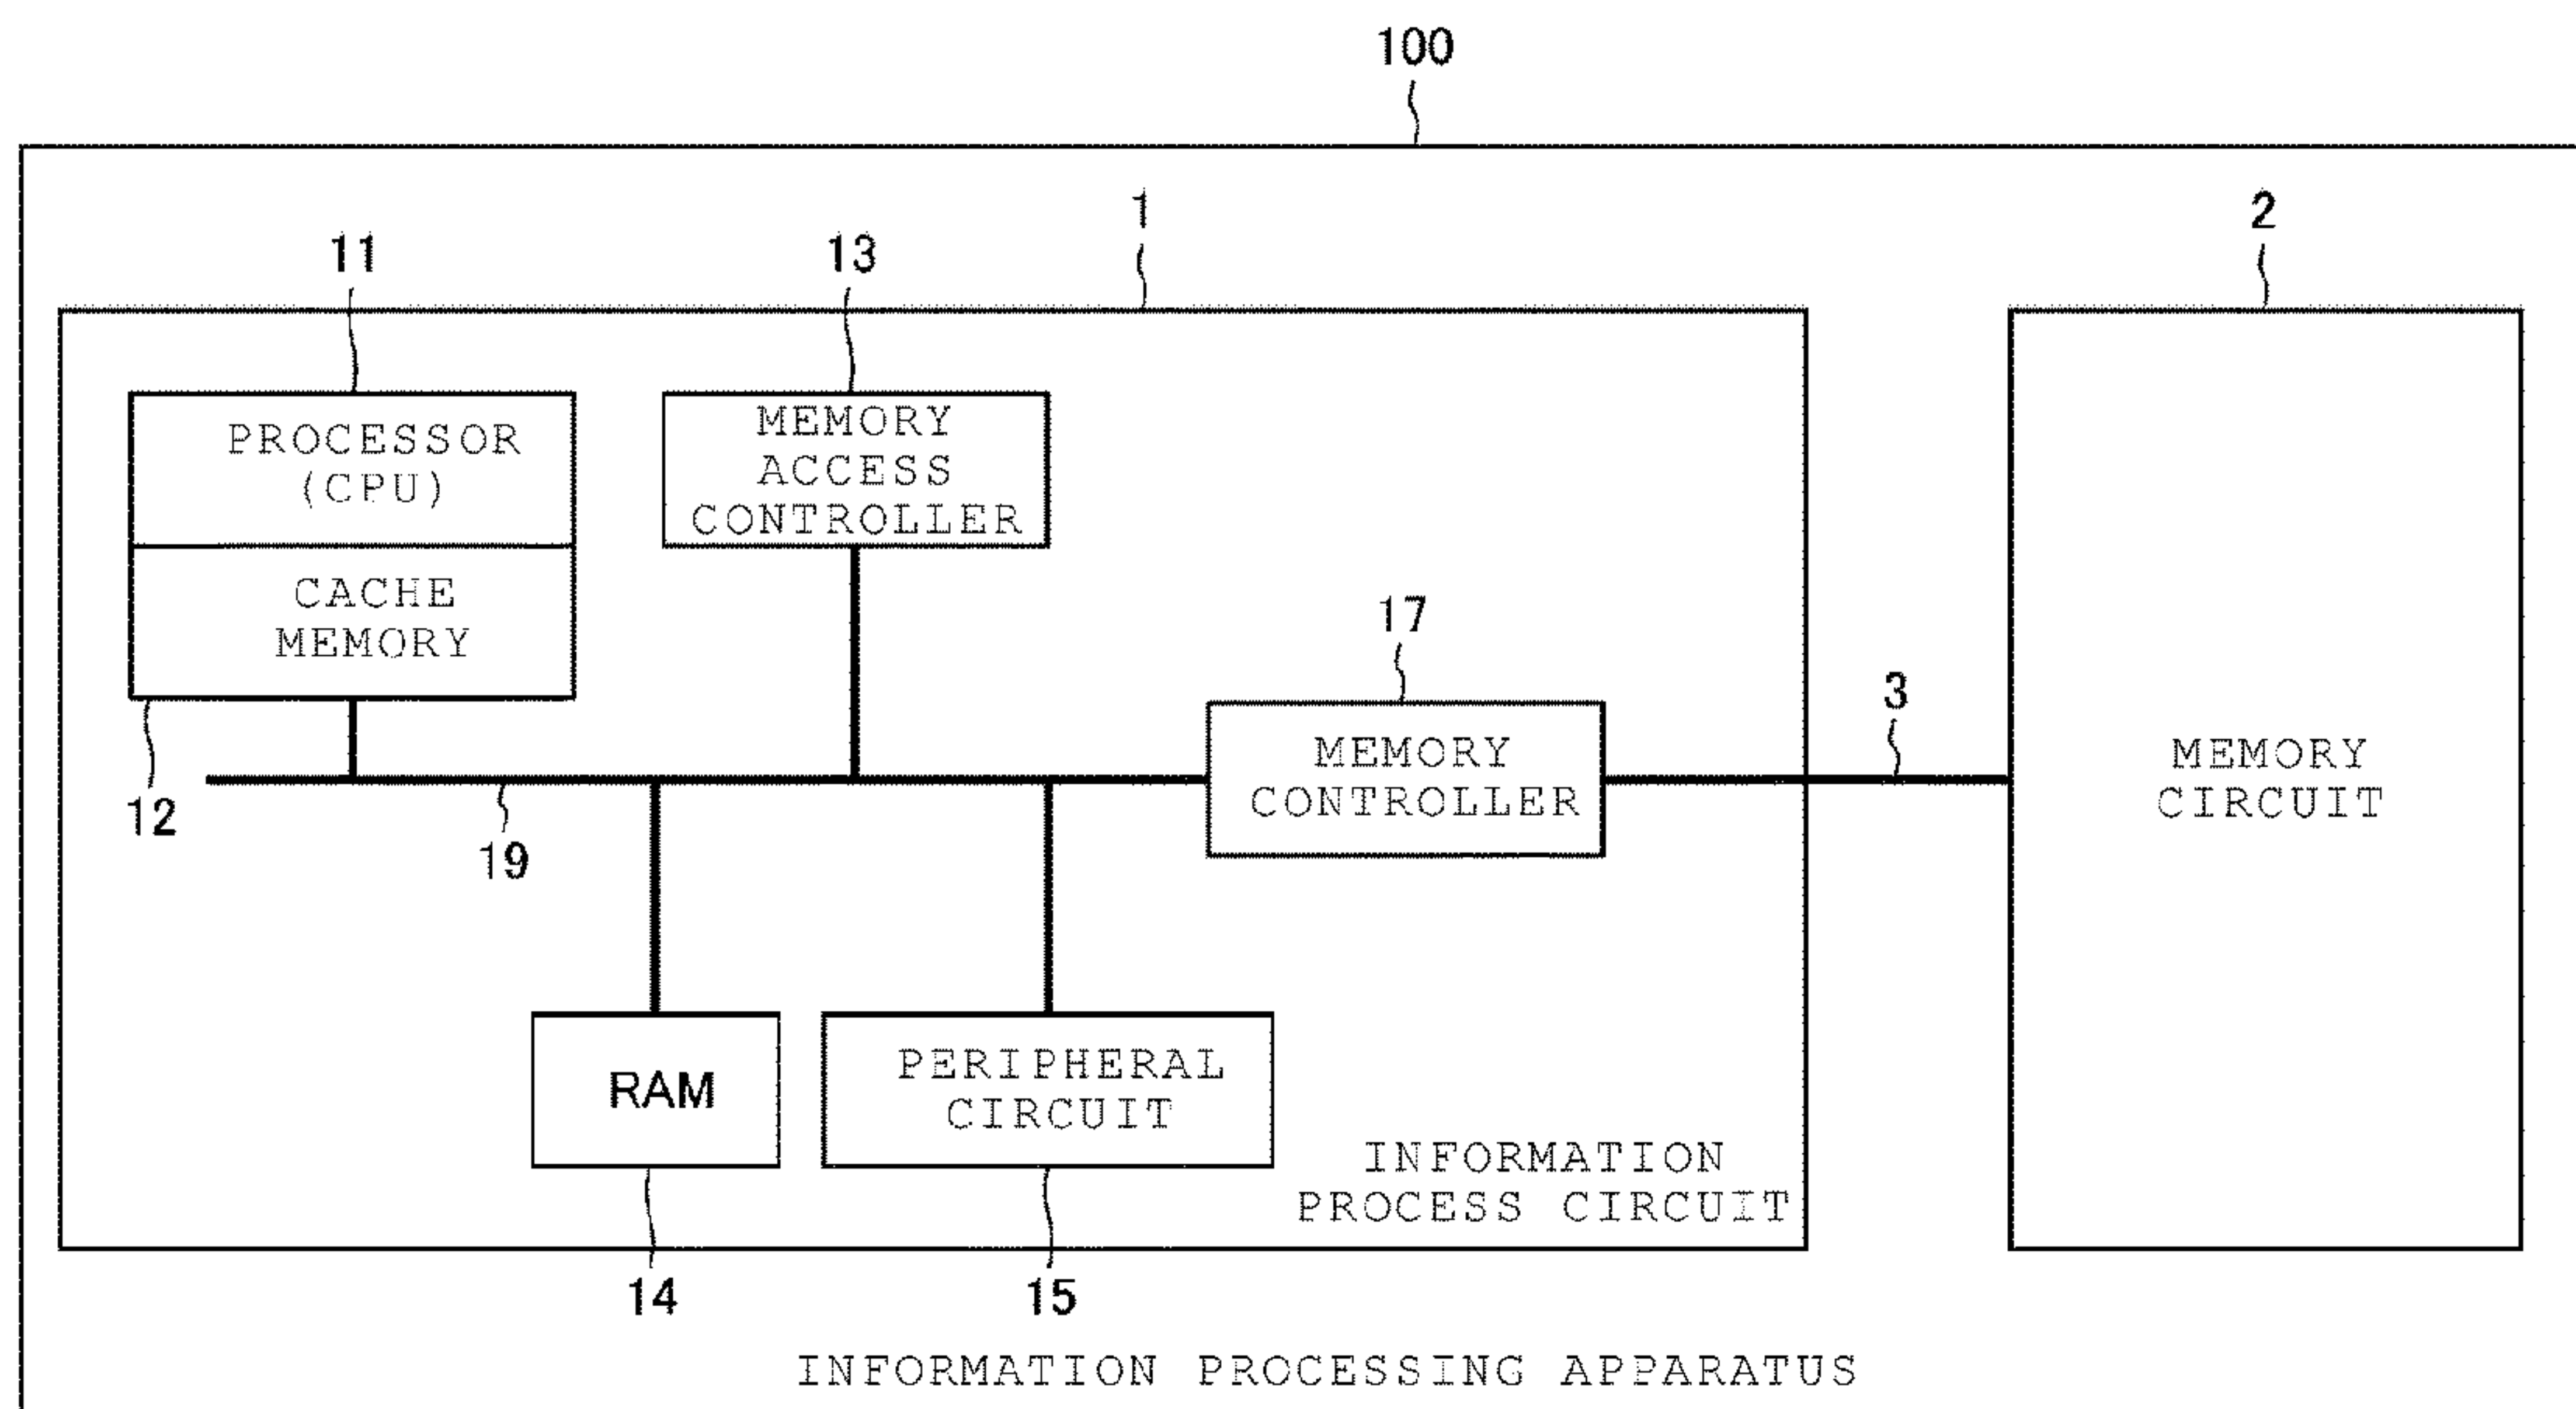 100
1
2
11
13
PROCESSOR
(CPU)
MEMORY
ACCESS
CONTROLLER
CACHE
MEMORY
17
3
12
19
MEMORY
CONTROLLER
MEMORY
CIRCUIT
RAM
PERIPHERAL
CIRCUIT
INFORMATION
PROCESS CIRCUIT
14
15
INFORMATION PROCESSING APPARATUS